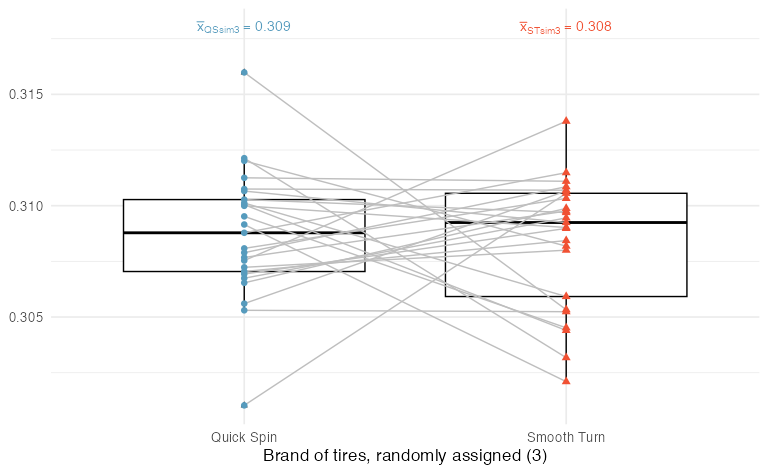 x̅QSsim3 = 0.309
x̅STsim3 = 0.308
0.315
0.310
0.305
Quick Spin
Smooth Turn
Brand of tires, randomly assigned (3)